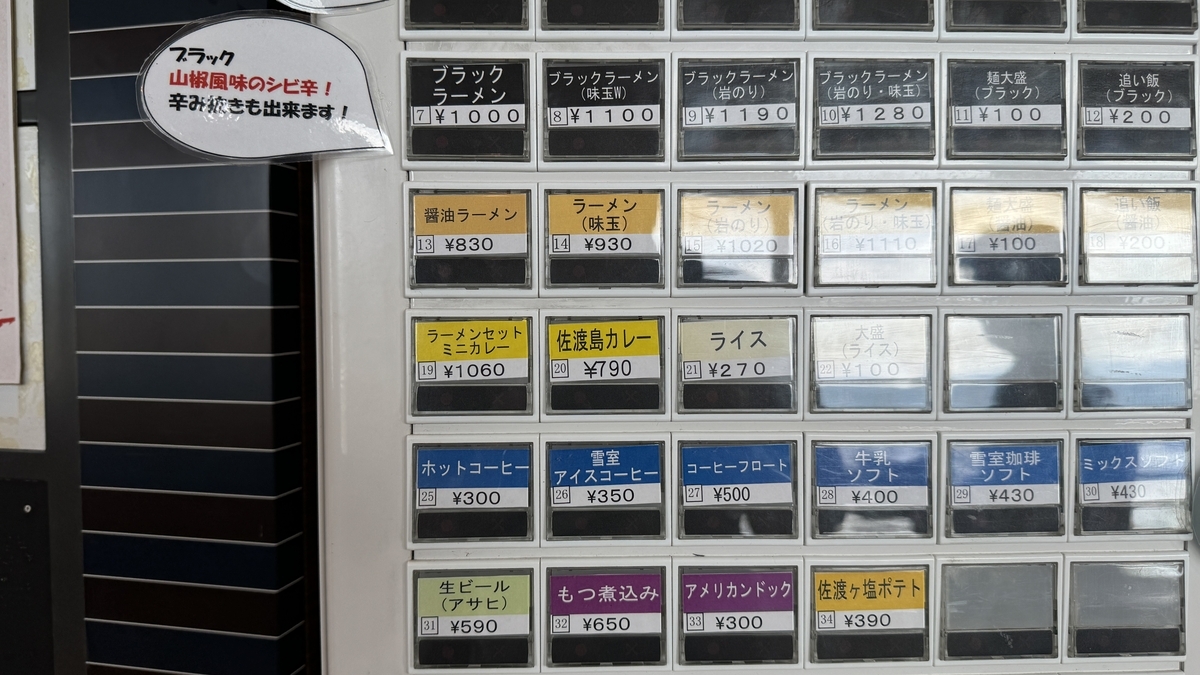 ブラック
山椒風味のシビ辛！
辛み抜きも出来ます！
ブラック
ラーメン
7 ¥1000
ブラックラーメン
(味玉W)
8 ¥1100
ブラックラーメン
(岩のり)
9 ¥1190
ブラックラーメン
(岩のり・味玉)
10 ¥1280
麺大盛
(ブラック)
11 ¥100
追い飯
(ブラック)
12 ¥200
醤油ラーメン
13 ¥830
ラーメン
(味玉)
14 ¥930
ラーメン
(岩のり)
15 ¥1020
ラーメン
(岩のり・味玉)
16 ¥1110
麺大盛
(醤油)
17 ¥100
追い飯
(醤油)
18 ¥200
ラーメンセット
ミニカレー
19 ¥1060
佐渡島カレー
20 ¥790
ライス
21 ¥270
大盛
(ライス)
22 ¥100
ホットコーヒー
25 ¥300
雪室
アイスコーヒー
26 ¥350
コーヒーフロート
27 ¥500
牛乳
ソフト
28 ¥400
雪室珈琲
ソフト
29 ¥430
ミックスソフト
30 ¥430
生ビール
(アサヒ)
31 ¥590
もつ煮込み
32 ¥650
アメリカンドック
33 ¥300
佐渡ヶ塩ポテト
34 ¥390